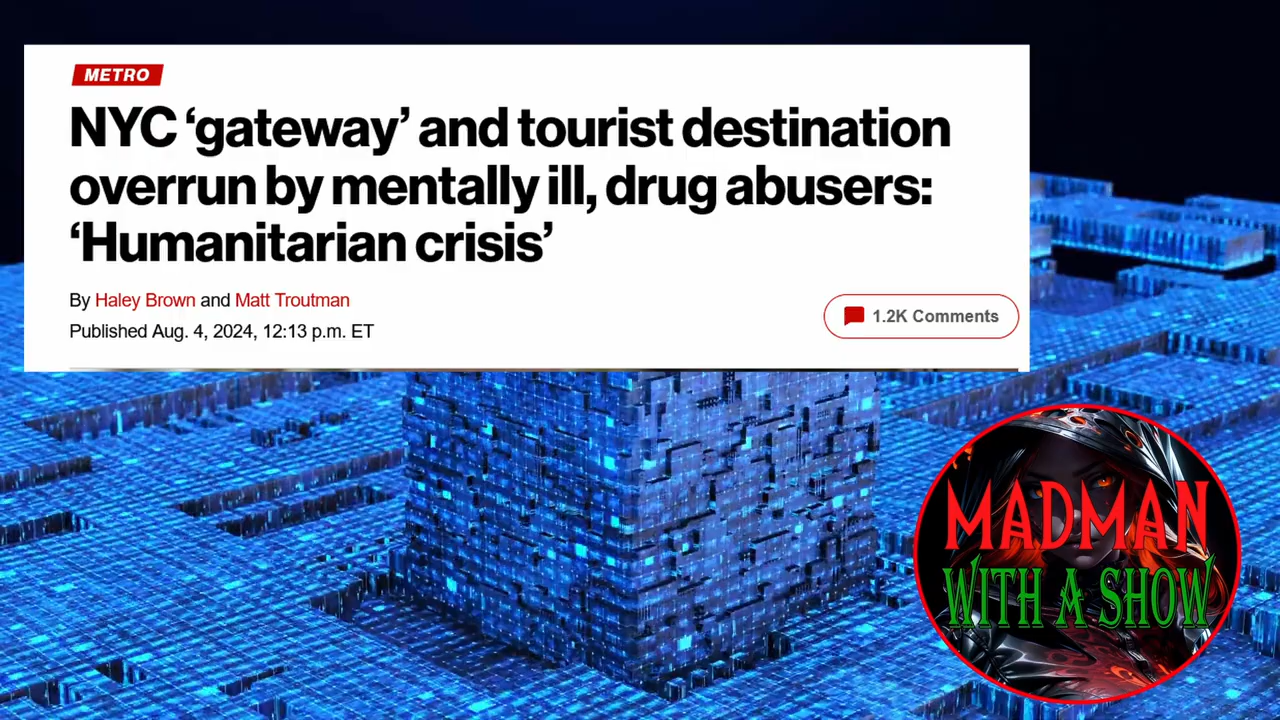 METRO
NYC ‘gateway’ and tourist destination
overrun by mentally ill, drug abusers:
‘Humanitarian crisis’
By Haley Brown and Matt Troutman
Published Aug. 4, 2024, 12:13 p.m. ET
1.2K Comments
MADMAN
WITH A SHOW